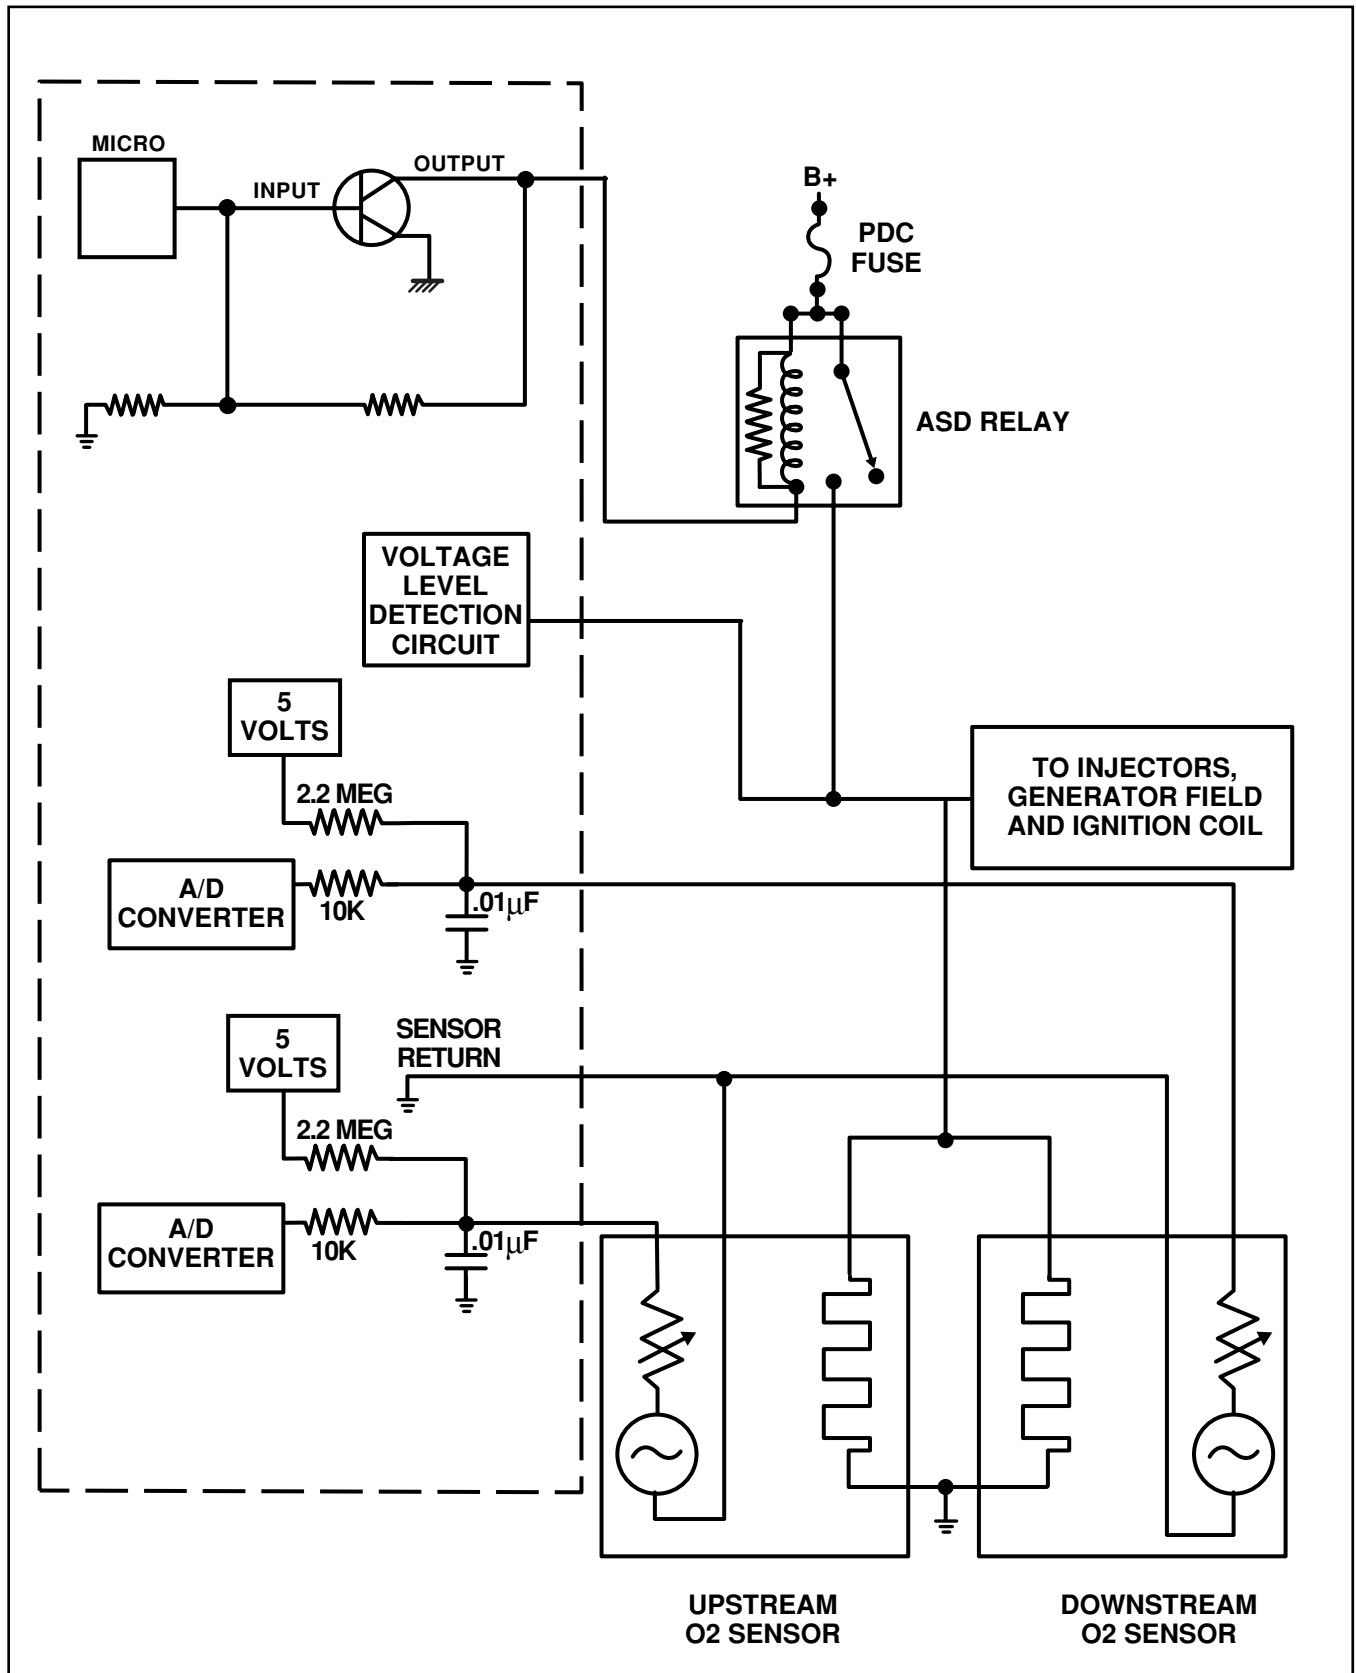 MICRO
INPUT
OUTPUT
B+
PDC
FUSE
ASD RELAY
VOLTAGE
LEVEL
DETECTION
CIRCUIT
5
VOLTS
2.2 MEG
A/D
CONVERTER
10K
.01µF
TO INJECTORS,
GENERATOR FIELD
AND IGNITION COIL
5
VOLTS
SENSOR
RETURN
2.2 MEG
A/D
CONVERTER
10K
.01µF
UPSTREAM
O2 SENSOR
DOWNSTREAM
O2 SENSOR